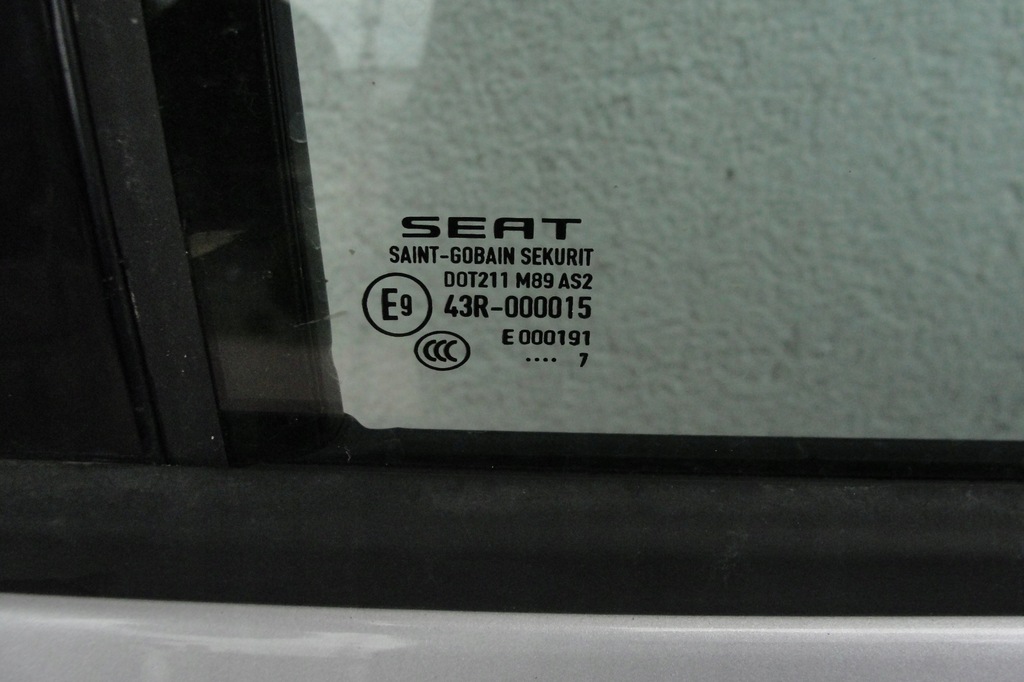 SEAT
SAINT-GOBAIN SEKURIT
DOT211 M89 AS2
E9 43R-000015
E 000191
CCC .... 7